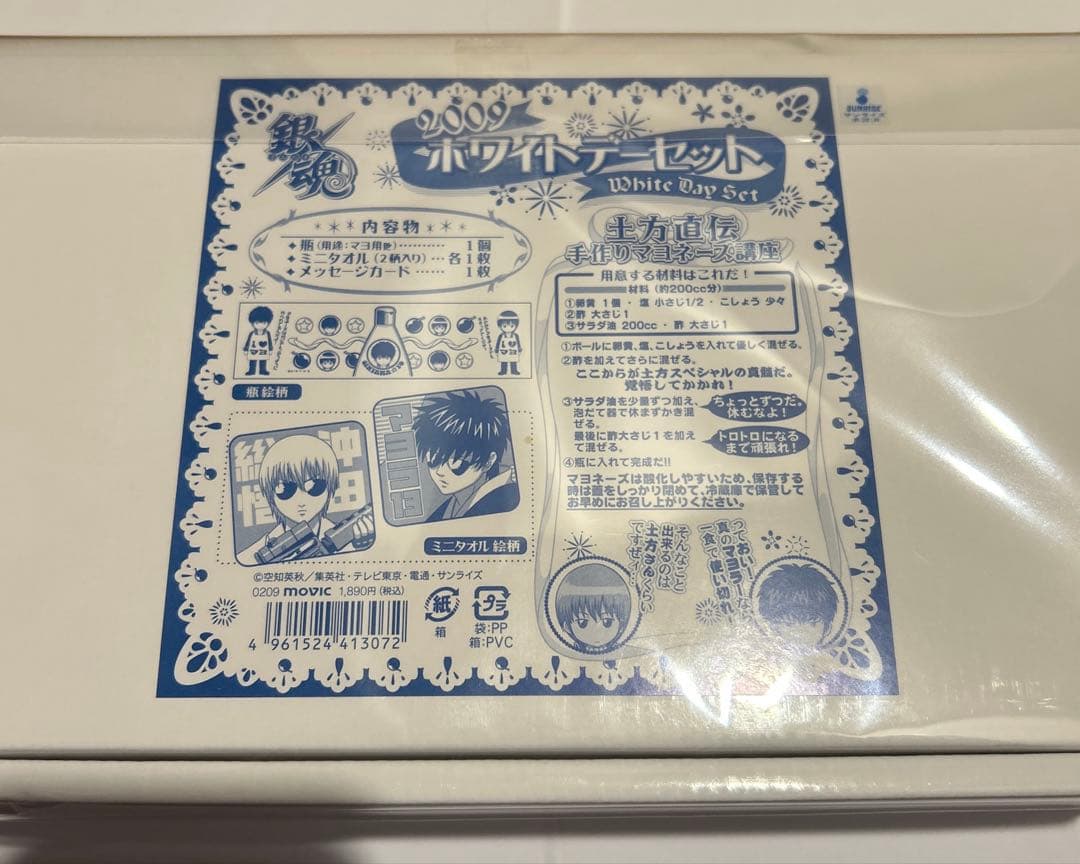 銀魂
2009
ホワイトデーセット
White Day Set
SUNRISE
サンライズ
内容物
◆瓶(用途:マヨ用他)………… 1個
◆ミニタオル(2柄入り)… 各1枚
◆メッセージカード …… 1枚
瓶 絵柄
総悟
沖田
マヨラ13
ミニタオル 絵柄
©空知英秋/集英社・テレビ東京・電通・サンライズ
0209 movic 1,890円(税込)
4 961524 413072
紙
箱
プラ
袋:PP
箱:PVC
土方直伝
手作りマヨネーズ講座
用意する材料はこれだ!
材料(約200cc分)
①卵黄 1個・塩 小さじ1/2・こしょう 少々
②酢 大さじ1
③サラダ油 200cc・酢 大さじ1
①ボールに卵黄、塩、こしょうを入れて優しく混ぜる。
②酢を加えてさらに混ぜる。
ここからが土方スペシャルの真髄だ。
覚悟してかかれ!
③サラダ油を少量ずつ加え、
泡だて器で休まずかき混
ぜる。
ちょっとずつだ。
休むなよ!
最後に酢大さじ1を加え
て混ぜる。
トロトロになる
まで頑張れ!
④瓶に入れて完成だ!!
マヨネーズは酸化しやすいため、保存する
時は蓋をしっかり閉めて、冷蔵庫で保管して
お早めにお召し上がりください。
っておいー!
真のマヨラーなら
一食で使い切れ!
そんなこと
出来るのは
土方さんくらい
ですぜィ…